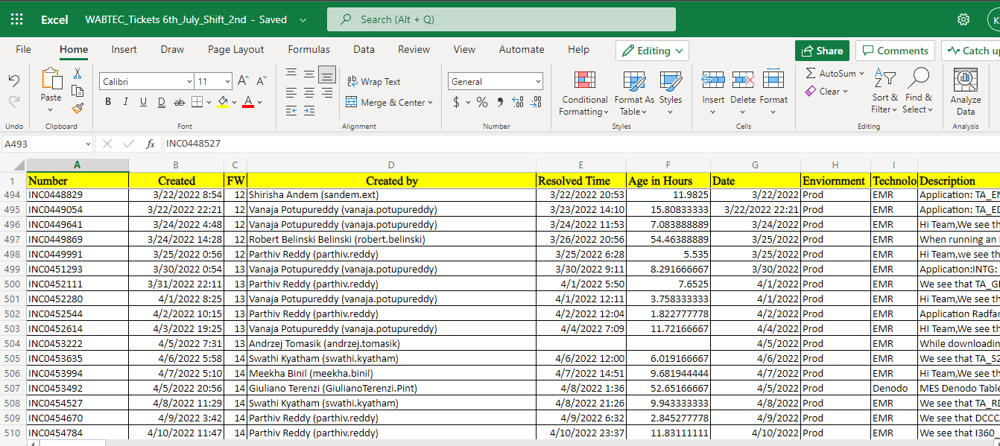 Excel WABTEC_Tickets 6th_July_Shift_2nd - Saved Search (Alt + Q) K
File Home Insert Draw Page Layout Formulas Data Review View Automate Help Editing Share Comments Catch up
Paste Calibri 11 A A Wrap Text General Conditional Formatting Format As Table Styles Insert Delete Format AutoSum Clear Sort & Filter Find & Select Analyze Data
B I U D ab A Merge & Center $ % 9 .00 .00
Undo Clipboard Font Alignment Number Styles Cells Editing Analysis
A493 fx INC0448527
A B C D E F G H I
1 Number Created FW Created by Resolved Time Age in Hours Date Enviornment Technolo Description
494 INC0448829 3/22/2022 8:54 12 Shirisha Andem (sandem.ext) 3/22/2022 20:53 11.9825 3/22/2022 Prod EMR Application: TA_EN
495 INC0449054 3/22/2022 22:21 12 Vanaja Potupureddy (vanaja.potupureddy) 3/23/2022 14:10 15.80833333 3/22/2022 22:21 Prod EMR Application: TA_ED
496 INC0449641 3/24/2022 4:48 12 Vanaja Potupureddy (vanaja.potupureddy) 3/24/2022 11:53 7.083888889 3/24/2022 Prod EMR Hi Team,We see th
497 INC0449869 3/24/2022 14:28 12 Robert Belinski Belinski (robert.belinski) 3/26/2022 20:56 54.46388889 3/25/2022 Prod EMR When running an
498 INC0449991 3/25/2022 0:56 12 Parthiv Reddy (parthiv.reddy) 3/25/2022 6:28 5.535 3/25/2022 Prod EMR Hi Team,we see th
499 INC0451293 3/30/2022 0:54 13 Vanaja Potupureddy (vanaja.potupureddy) 3/30/2022 9:11 8.291666667 3/30/2022 Prod EMR Application:INTG:
500 INC0452111 3/31/2022 22:11 13 Parthiv Reddy (parthiv.reddy) 4/1/2022 5:50 7.6525 4/1/2022 Prod EMR We see that TA_GI
501 INC0452280 4/1/2022 8:25 13 Vanaja Potupureddy (vanaja.potupureddy) 4/1/2022 12:11 3.758333333 4/1/2022 Prod EMR Hi Team,We see th
502 INC0452544 4/2/2022 10:15 13 Parthiv Reddy (parthiv.reddy) 4/2/2022 12:04 1.822777778 4/2/2022 Prod EMR Application Radfar
503 INC0452614 4/3/2022 19:25 13 Vanaja Potupureddy (vanaja.potupureddy) 4/4/2022 7:09 11.72166667 4/4/2022 Prod EMR HI Team,We see th
504 INC0453222 4/5/2022 7:31 13 Andrzej Tomasik (andrzej.tomasik) 4/5/2022 Prod EMR While downloadin
505 INC0453635 4/6/2022 5:58 14 Swathi Kyatham (swathi.kyatham) 4/6/2022 12:00 6.019166667 4/6/2022 Prod EMR We see that TA_S2
506 INC0453994 4/7/2022 5:10 14 Meekha Binil (meekha.binil) 4/7/2022 14:51 9.681944444 4/7/2022 Prod EMR Hi Team,We see th
507 INC0453492 4/5/2022 20:56 14 Giuliano Terenzi (GiulianoTerenzi.Pint) 4/8/2022 1:36 52.65166667 4/5/2022 Prod Denodo MES Denodo Table
508 INC0454527 4/8/2022 11:29 14 Swathi Kyatham (swathi.kyatham) 4/8/2022 21:26 9.943333333 4/8/2022 Prod EMR We see that TA_RD
509 INC0454670 4/9/2022 3:42 14 Parthiv Reddy (parthiv.reddy) 4/9/2022 6:32 2.845277778 4/9/2022 Prod EMR We see that DCCC
510 INC0454784 4/10/2022 11:47 14 Parthiv Reddy (parthiv.reddy) 4/10/2022 23:37 11.83111111 4/10/2022 Prod EMR We see that I360_